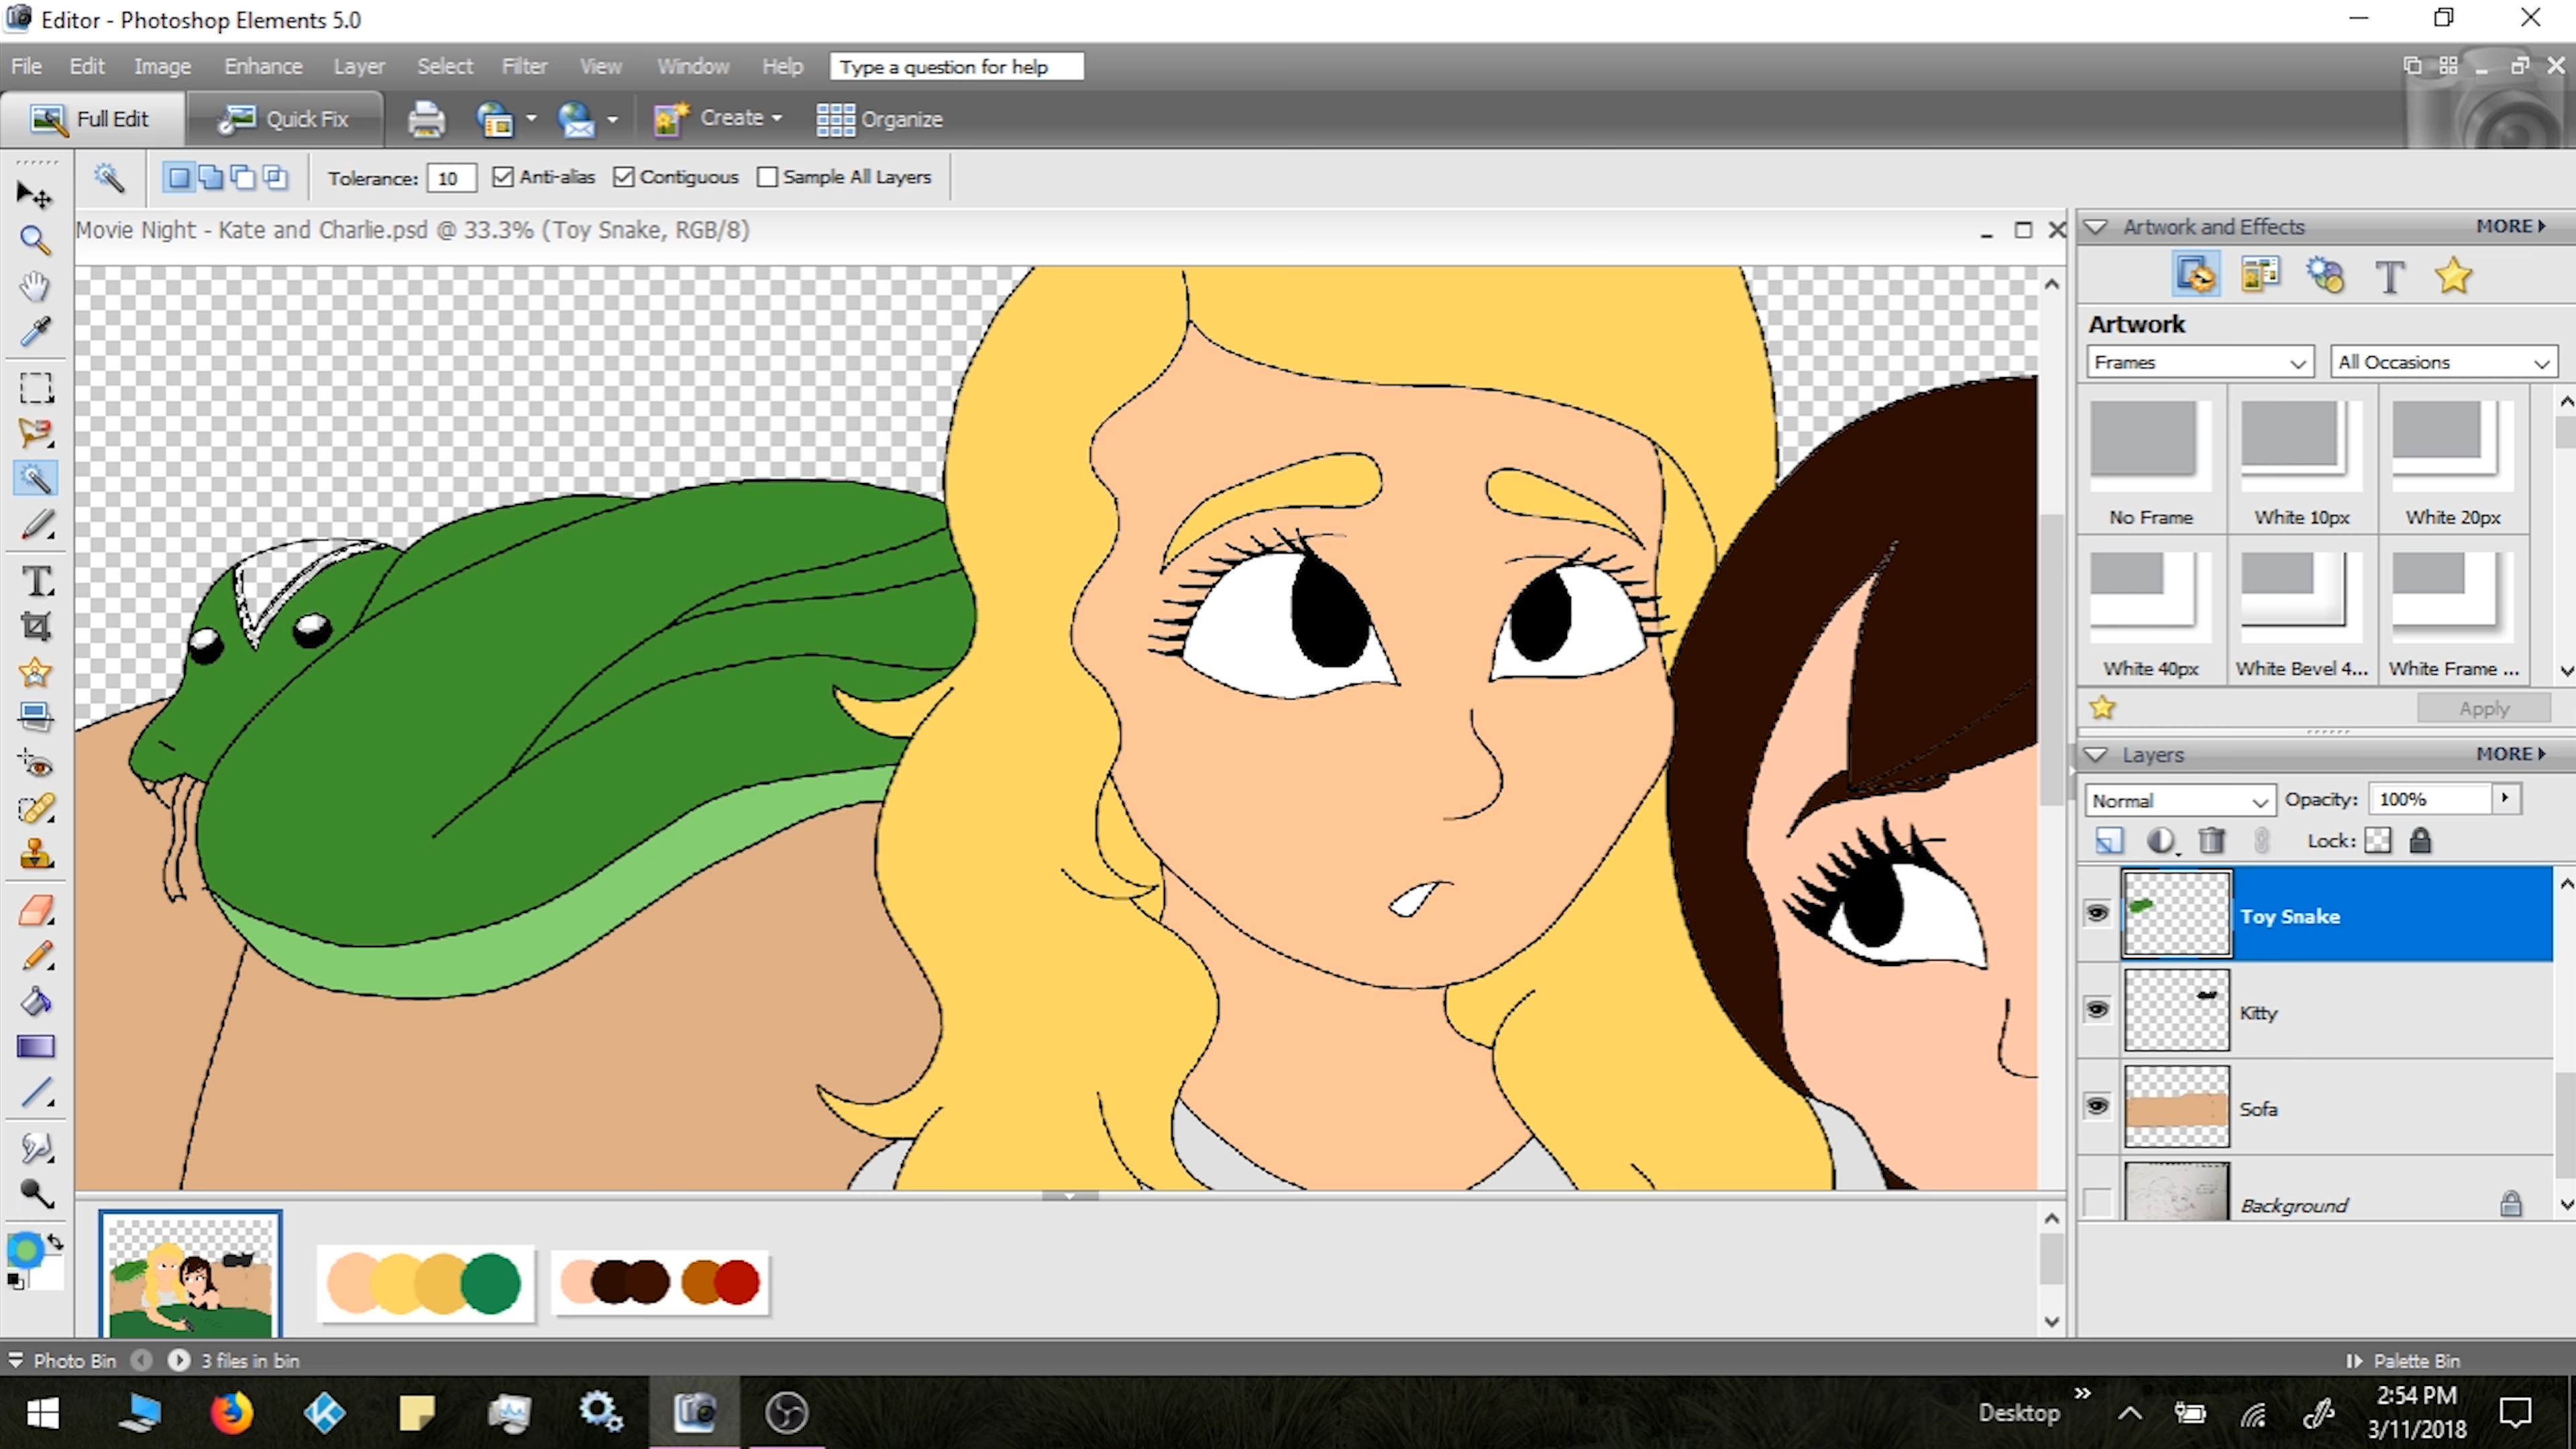 Editor - Photoshop Elements 5.0
File Edit Image Enhance Layer Select Filter View Window Help Type a question for help
Full Edit Quick Fix Create Organize
Tolerance: 10 Anti-alias Contiguous Sample All Layers
Movie Night - Kate and Charlie.psd @ 33.3% (Toy Snake, RGB/8)
Artwork and Effects MORE
T
Artwork
Frames All Occasions
No Frame White 10px White 20px
White 40px White Bevel 4... White Frame ...
Apply
Layers MORE
Normal Opacity: 100%
Lock:
Toy Snake
Kitty
Sofa
Background
T
Photo Bin 3 files in bin Palette Bin
Desktop
2:54 PM
3/11/2018